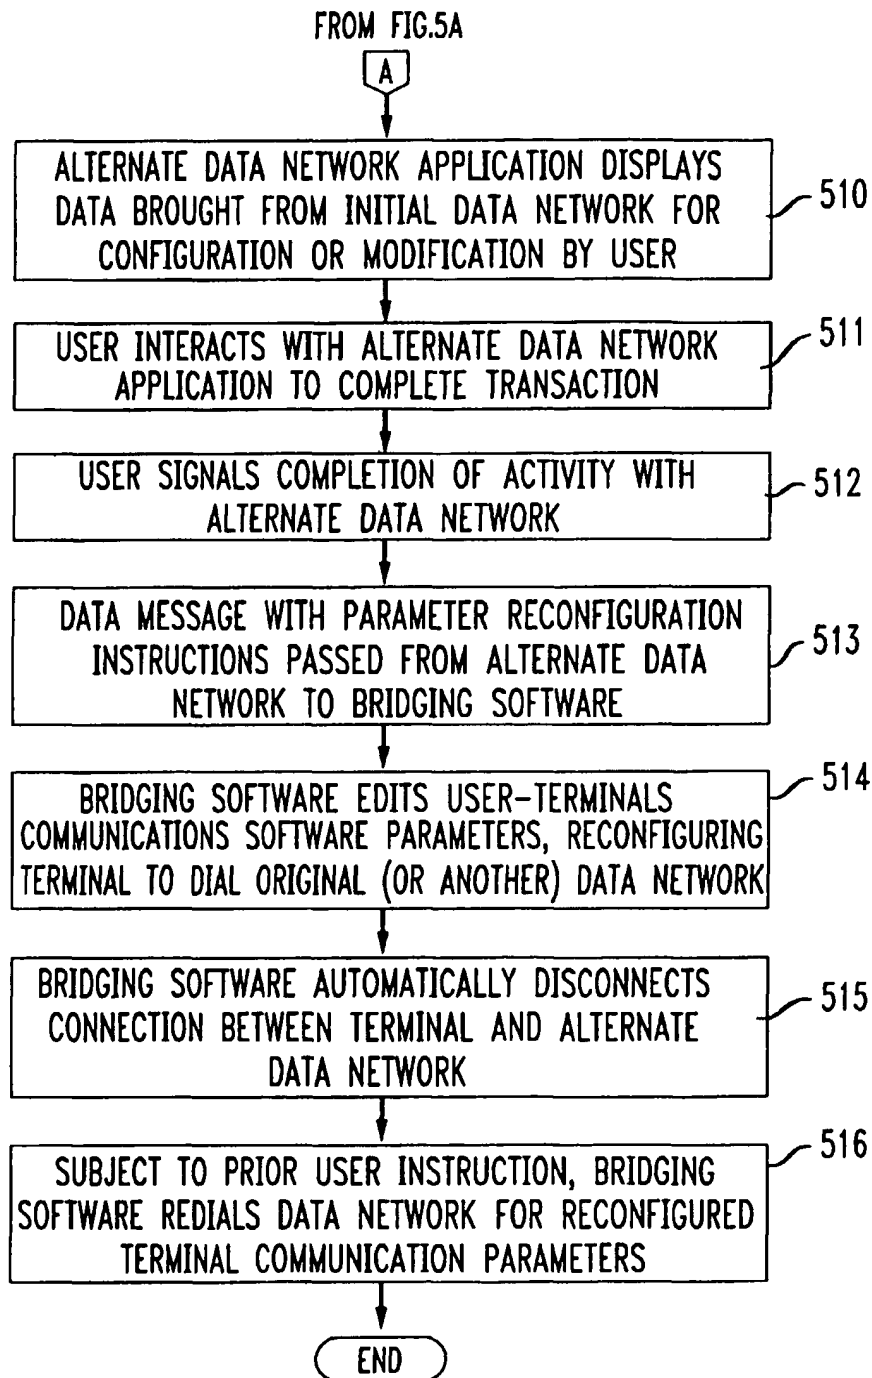 FROM FIG.5A
A
ALTERNATE DATA NETWORK APPLICATION DISPLAYS
DATA BROUGHT FROM INITIAL DATA NETWORK FOR
CONFIGURATION OR MODIFICATION BY USER
510
USER INTERACTS WITH ALTERNATE DATA NETWORK
APPLICATION TO COMPLETE TRANSACTION
511
USER SIGNALS COMPLETION OF ACTIVITY WITH
ALTERNATE DATA NETWORK
512
DATA MESSAGE WITH PARAMETER RECONFIGURATION
INSTRUCTIONS PASSED FROM ALTERNATE DATA
NETWORK TO BRIDGING SOFTWARE
513
BRIDGING SOFTWARE EDITS USER-TERMINALS
COMMUNICATIONS SOFTWARE PARAMETERS, RECONFIGURING
TERMINAL TO DIAL ORIGINAL (OR ANOTHER) DATA NETWORK
514
BRIDGING SOFTWARE AUTOMATICALLY DISCONNECTS
CONNECTION BETWEEN TERMINAL AND ALTERNATE
DATA NETWORK
515
SUBJECT TO PRIOR USER INSTRUCTION, BRIDGING
SOFTWARE REDIALS DATA NETWORK FOR RECONFIGURED
TERMINAL COMMUNICATION PARAMETERS
516
END